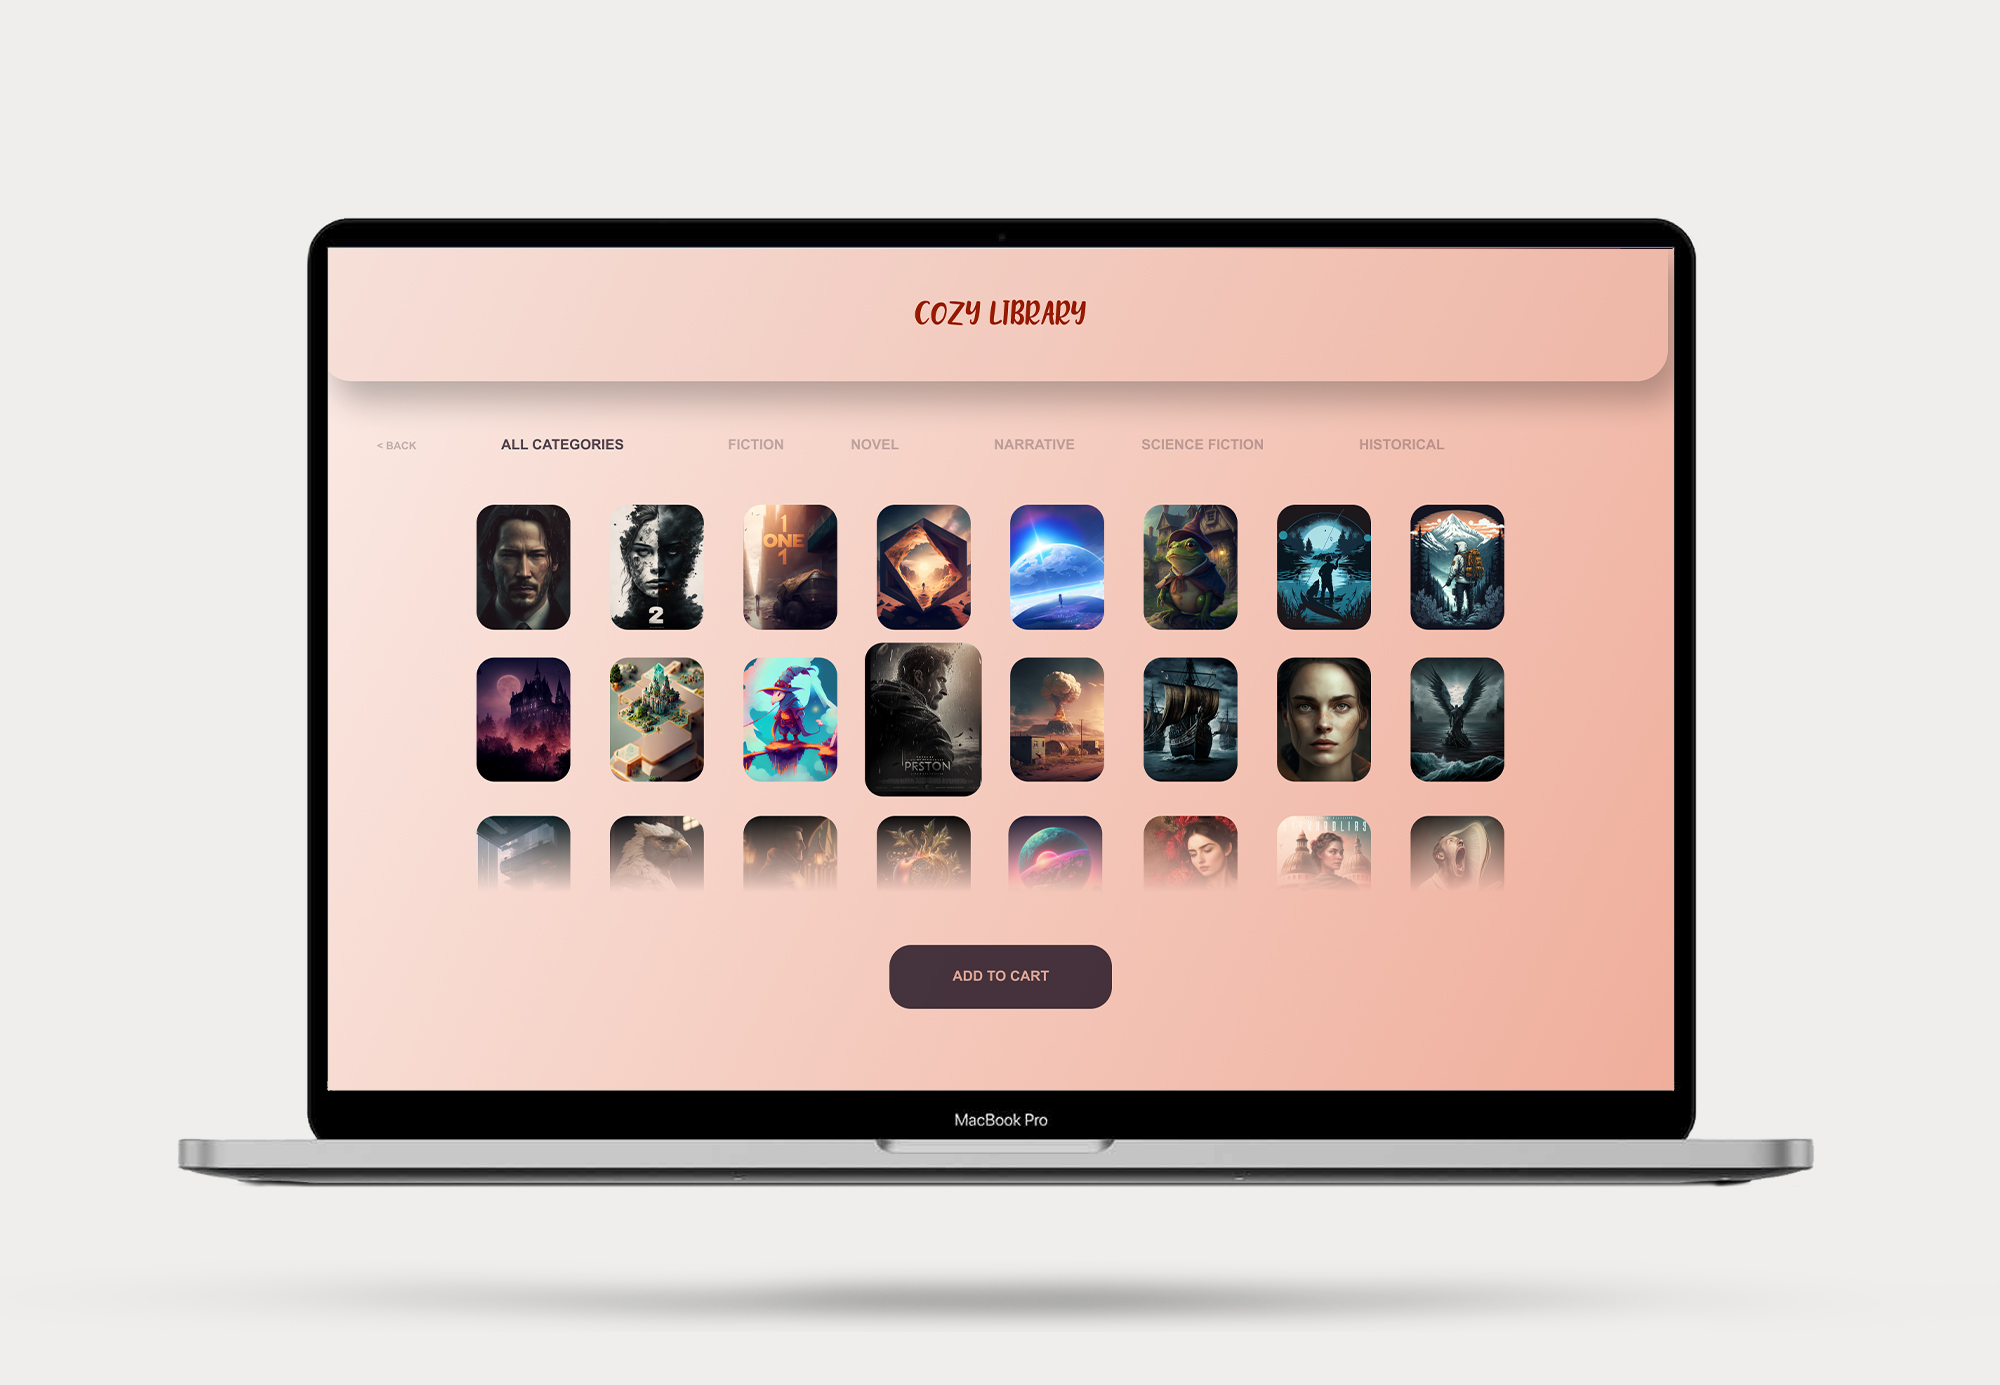 COZY LIBRARY
< BACK
ALL CATEGORIES
FICTION
NOVEL
NARRATIVE
SCIENCE FICTION
HISTORICAL
2
1
ONE
1
PRSTON
ADD TO CART
MacBook Pro